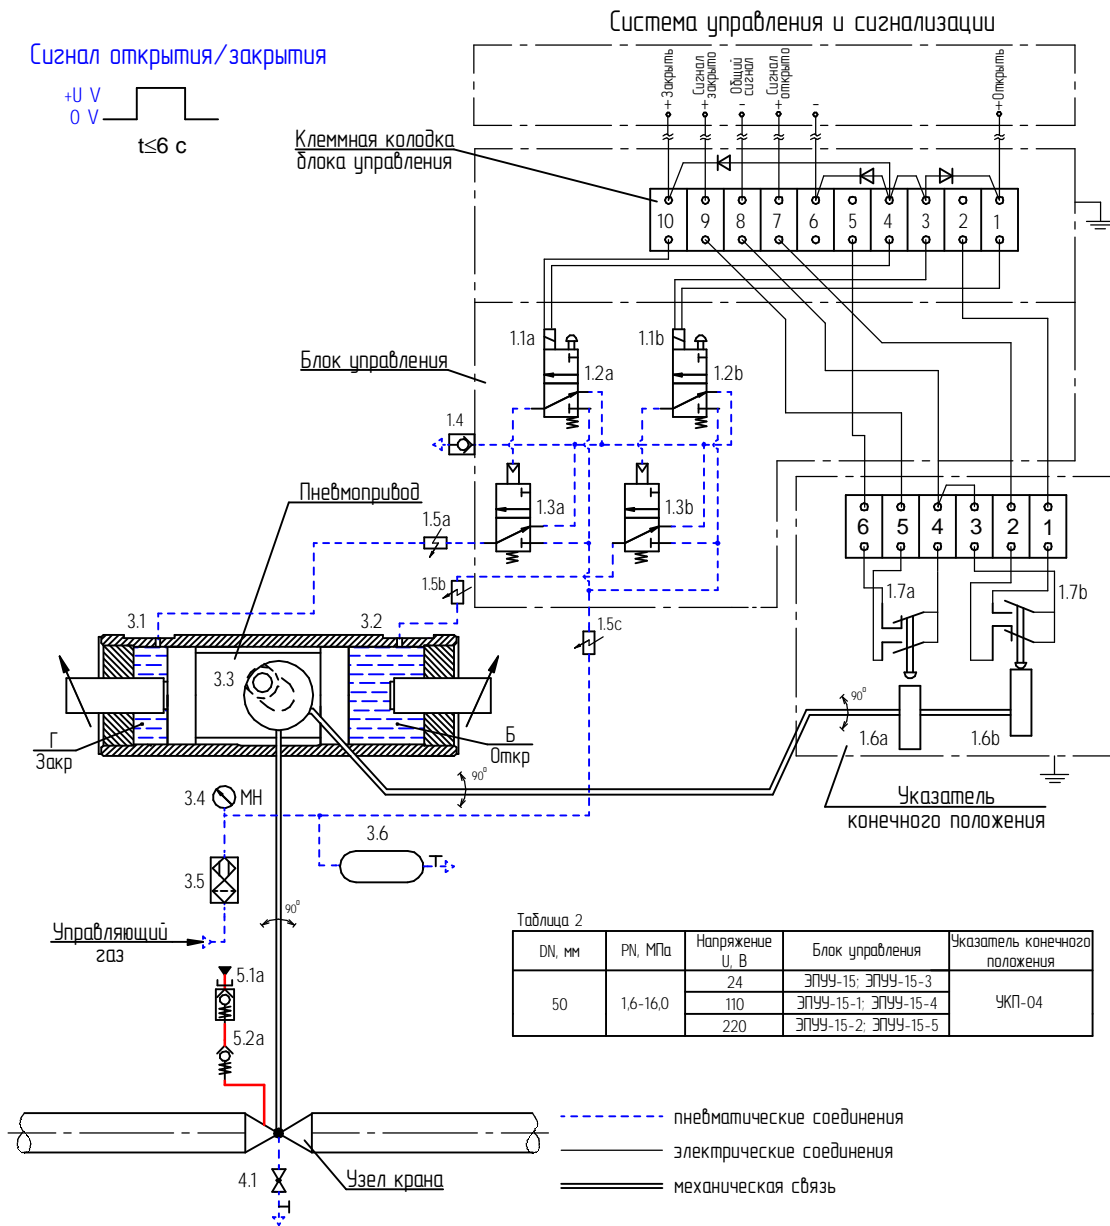 Система управления и сигнализации
Сигнал открытия/закрытия
+U V
0 V
t≤6 с
+ Закрыть
+ Сигнал закрыто
- Общий сигнал
+ Сигнал открыто
-
+ Открыть
Клеммная колодка
блока управления
10 9 8 7 6 5 4 3 2 1
1.1a
1.1b
Блок управления
1.2a
1.2b
1.4
Пневмопривод
1.3a
1.3b
1.5a
6 5 4 3 2 1
1.5b
1.7a
1.7b
3.1
3.2
1.5c
3.3
90°
Г
Закр
Б
Откр
1.6a
1.6b
90°
3.4
МН
Указатель
конечного положения
3.6
3.5
90°
Управляющий
газ
Таблица 2
DN, мм
PN, МПа
Напряжение
U, В
Блок управления
Указатель конечного
положения
50
1,6-16,0
24
ЭПУУ-15; ЭПУУ-15-3
110
ЭПУУ-15-1; ЭПУУ-15-4
220
ЭПУУ-15-2; ЭПУУ-15-5
УКП-04
5.1a
5.2a
пневматические соединения
электрические соединения
механическая связь
4.1
Узел крана